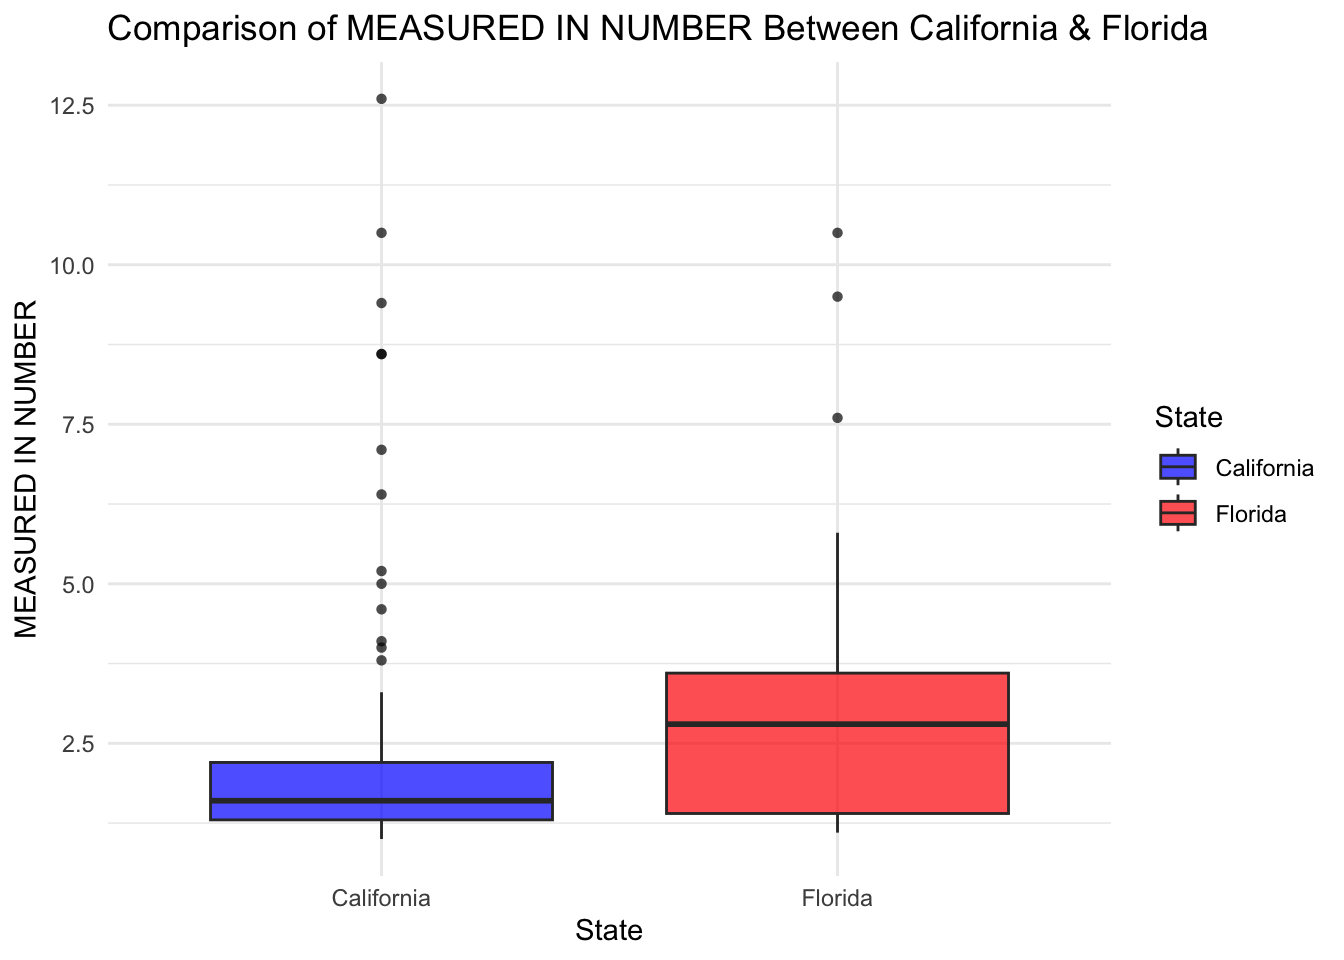 Comparison of MEASURED IN NUMBER Between California & Florida
12.5
10.0
7.5
5.0
2.5
MEASURED IN NUMBER
California
Florida
State
State
California
Florida